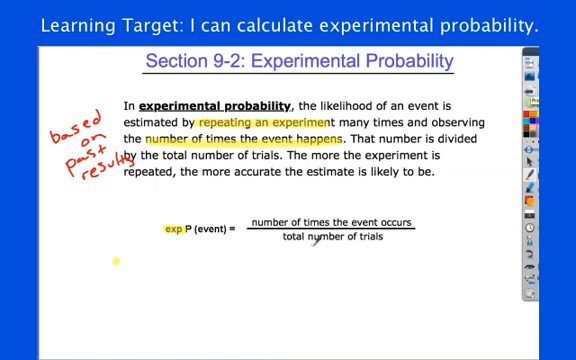 Learning Target: I can calculate experimental probability.
Section 9-2: Experimental Probability
In experimental probability, the likelihood of an event is
estimated by repeating an experiment many times and observing
the number of times the event happens. That number is divided
by the total number of trials. The more the experiment is
repeated, the more accurate the estimate is likely to be.
based
on
past
results
exp P (event) =
number of times the event occurs
total number of trials